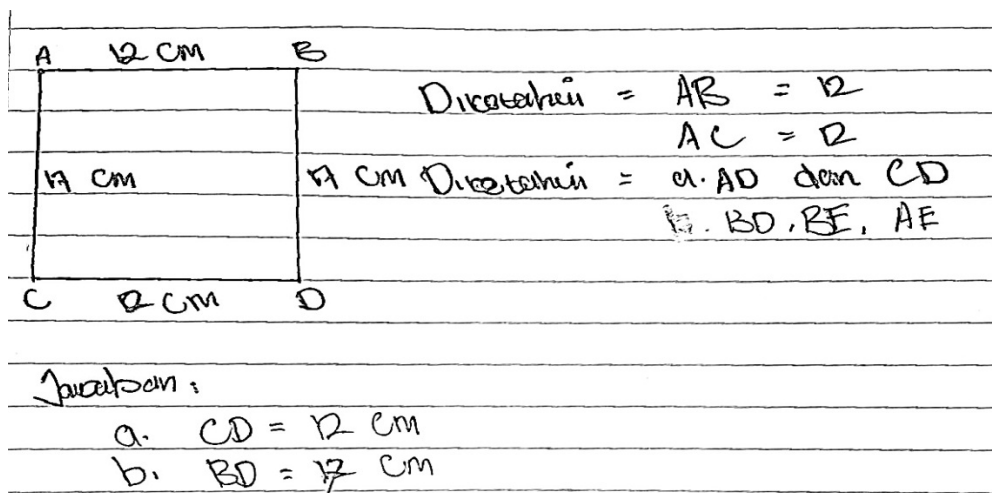 A 12 cm B
Diketahui = AB = 12
AC = 12
17 cm
17 cm Diketahui = a. AD dan CD
b. BD, BE, AE
C 12 cm D
Jawaban:
a. CD = 12 cm
b. BD = 17 cm